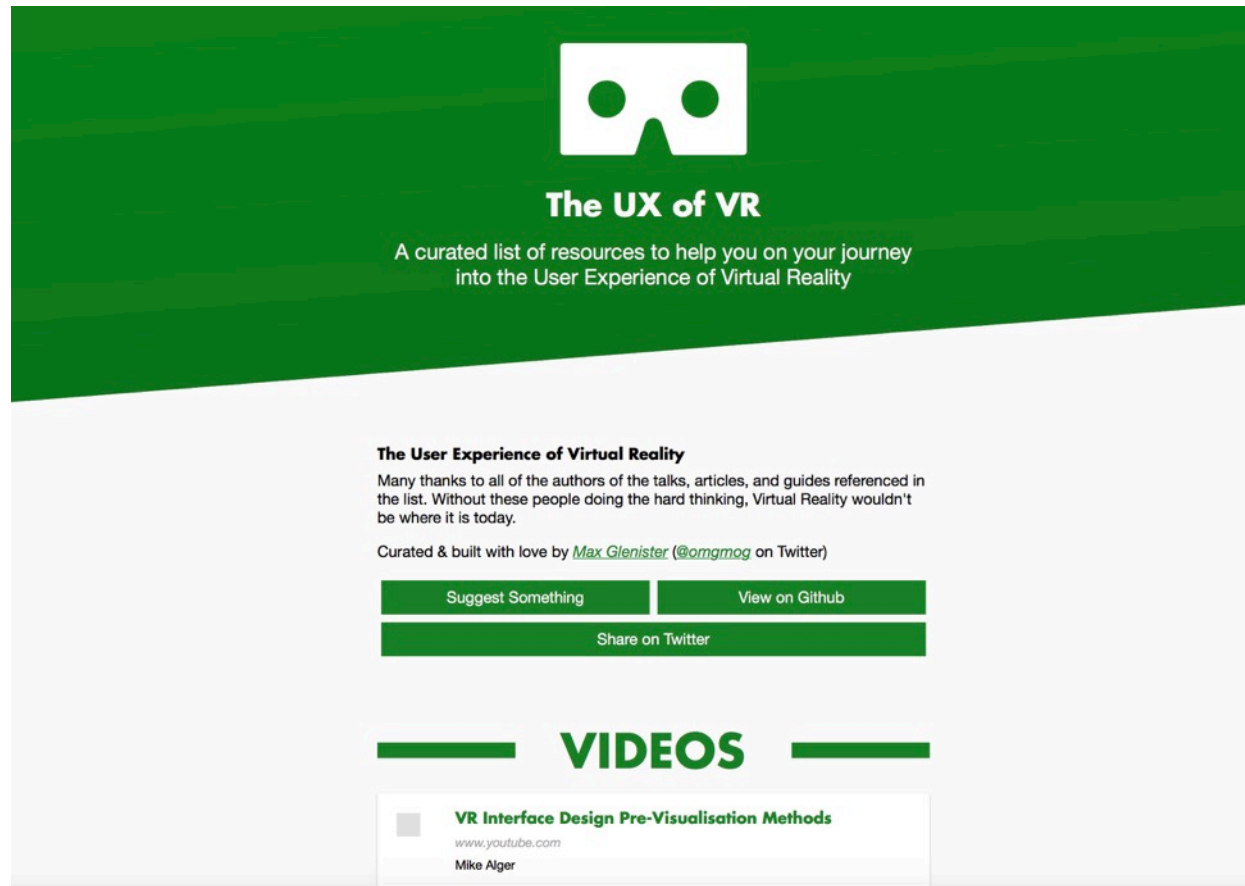 The UX of VR
A curated list of resources to help you on your journey
into the User Experience of Virtual Reality
The User Experience of Virtual Reality
Many thanks to all of the authors of the talks, articles, and guides referenced in
the list. Without these people doing the hard thinking, Virtual Reality wouldn't
be where it is today.
Curated & built with love by Max Glenister (@omgmog on Twitter)
Suggest Something
View on Github
Share on Twitter
VIDEOS
VR Interface Design Pre-Visualisation Methods
www.youtube.com
Mike Alger